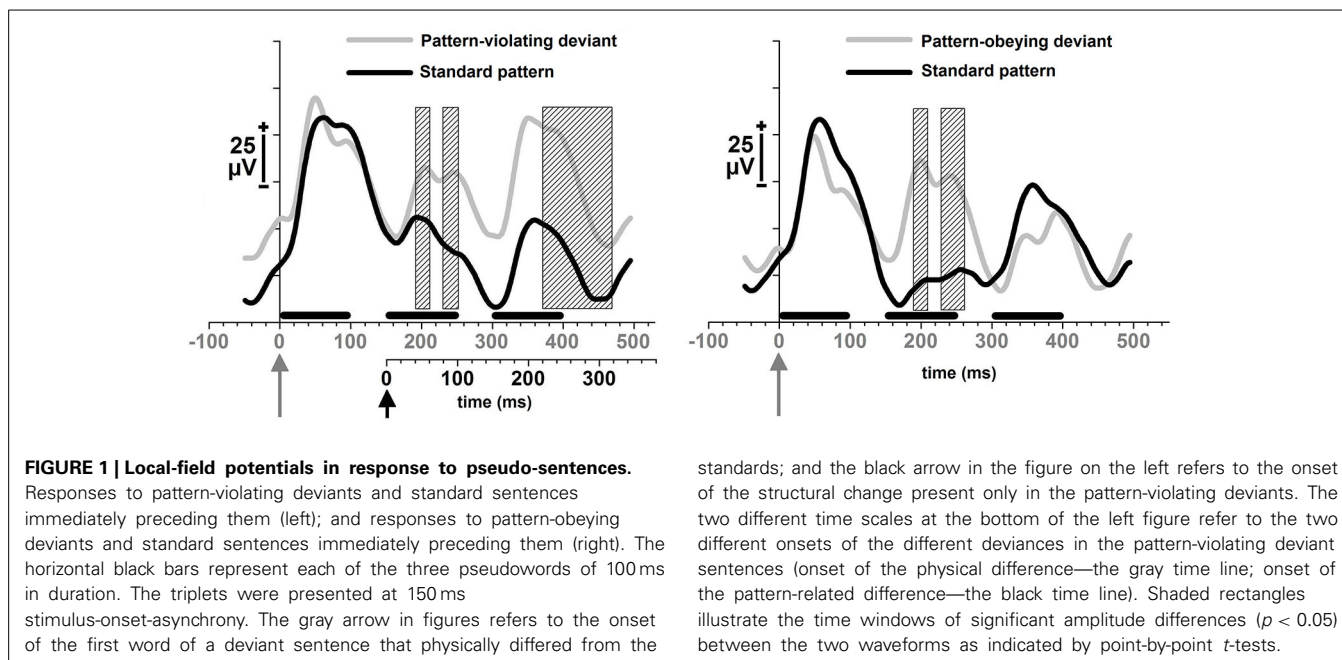 Pattern-violating deviant
Standard pattern
25
µV
+
–
-100 0 100 200 300 400 500
0 100 200 300
time (ms)
Pattern-obeying deviant
Standard pattern
25
µV
+
–
-100 0 100 200 300 400 500
time (ms)
FIGURE 1 | Local-field potentials in response to pseudo-sentences.
Responses to pattern-violating deviants and standard sentences
immediately preceding them (left); and responses to pattern-obeying
deviants and standard sentences immediately preceding them (right). The
horizontal black bars represent each of the three pseudowords of 100 ms
in duration. The triplets were presented at 150 ms
stimulus-onset-asynchrony. The gray arrow in figures refers to the onset
of the first word of a deviant sentence that physically differed from the
standards; and the black arrow in the figure on the left refers to the onset
of the structural change present only in the pattern-violating deviants. The
two different time scales at the bottom of the left figure refer to the two
different onsets of the different deviances in the pattern-violating deviant
sentences (onset of the physical difference—the gray time line; onset of
the pattern-related difference—the black time line). Shaded rectangles
illustrate the time windows of significant amplitude differences (p < 0.05)
between the two waveforms as indicated by point-by-point t-tests.